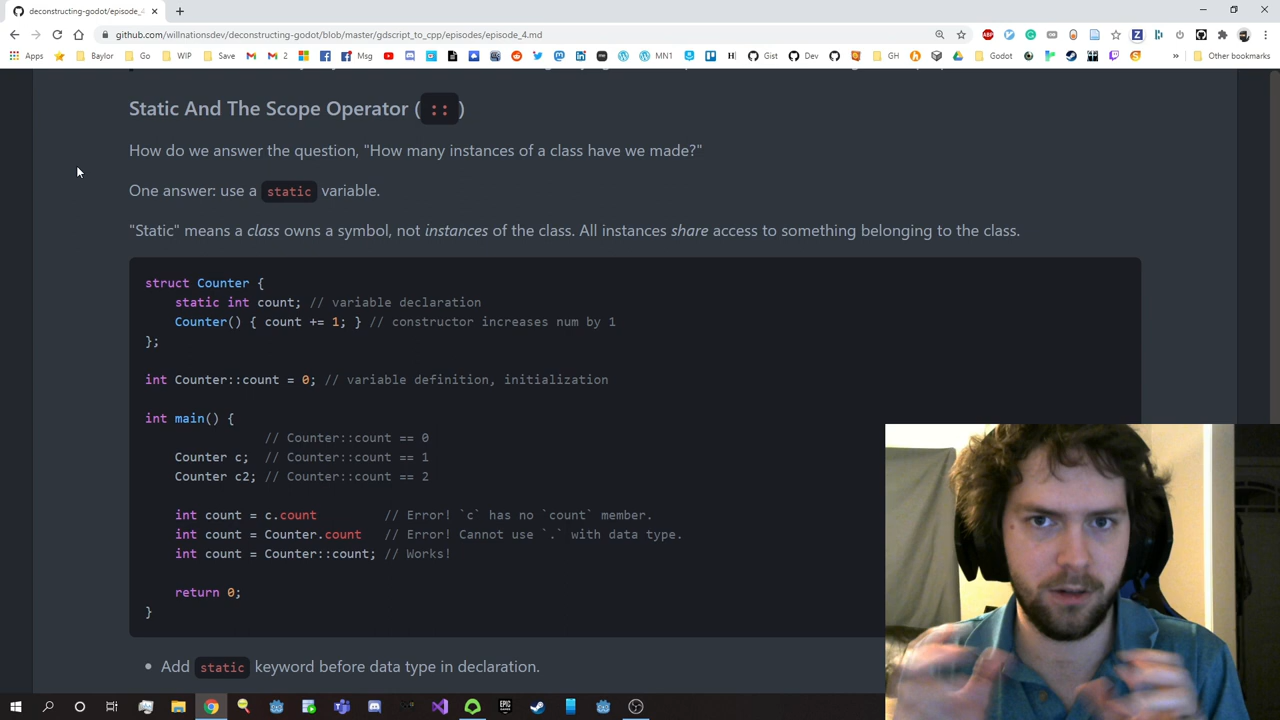 deconstructing-godot/episode_4
github.com/willnationsdev/deconstructing-godot/blob/master/gdscript_to_cpp/episodes/episode_4.md
Apps Baylor Go WIP Save M 2 Msg MN1 Gist Dev GH Godot » Other bookmarks
Static And The Scope Operator ( :: )
How do we answer the question, "How many instances of a class have we made?"
One answer: use a static variable.
"Static" means a class owns a symbol, not instances of the class. All instances share access to something belonging to the class.
struct Counter {
static int count; // variable declaration
Counter() { count += 1; } // constructor increases num by 1
};
int Counter::count = 0; // variable definition, initialization
int main() {
// Counter::count == 0
Counter c; // Counter::count == 1
Counter c2; // Counter::count == 2
int count = c.count // Error! `c` has no `count` member.
int count = Counter.count // Error! Cannot use `.` with data type.
int count = Counter::count; // Works!
return 0;
}
• Add static keyword before data type in declaration.